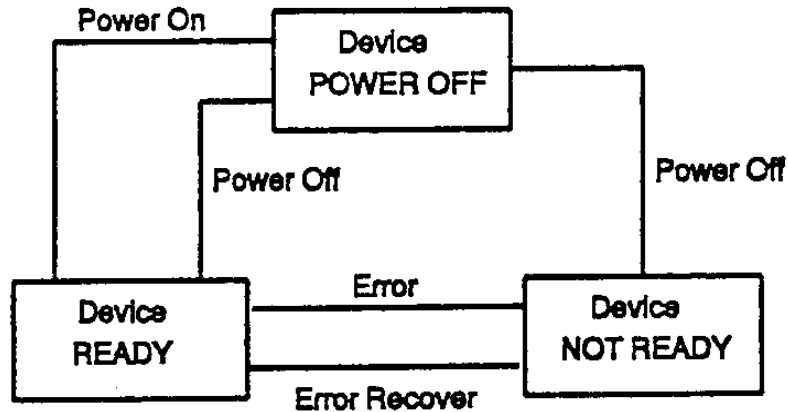 Power On
Device
POWER OFF
Power Off
Power Off
Error
Device
READY
Device
NOT READY
Error Recover